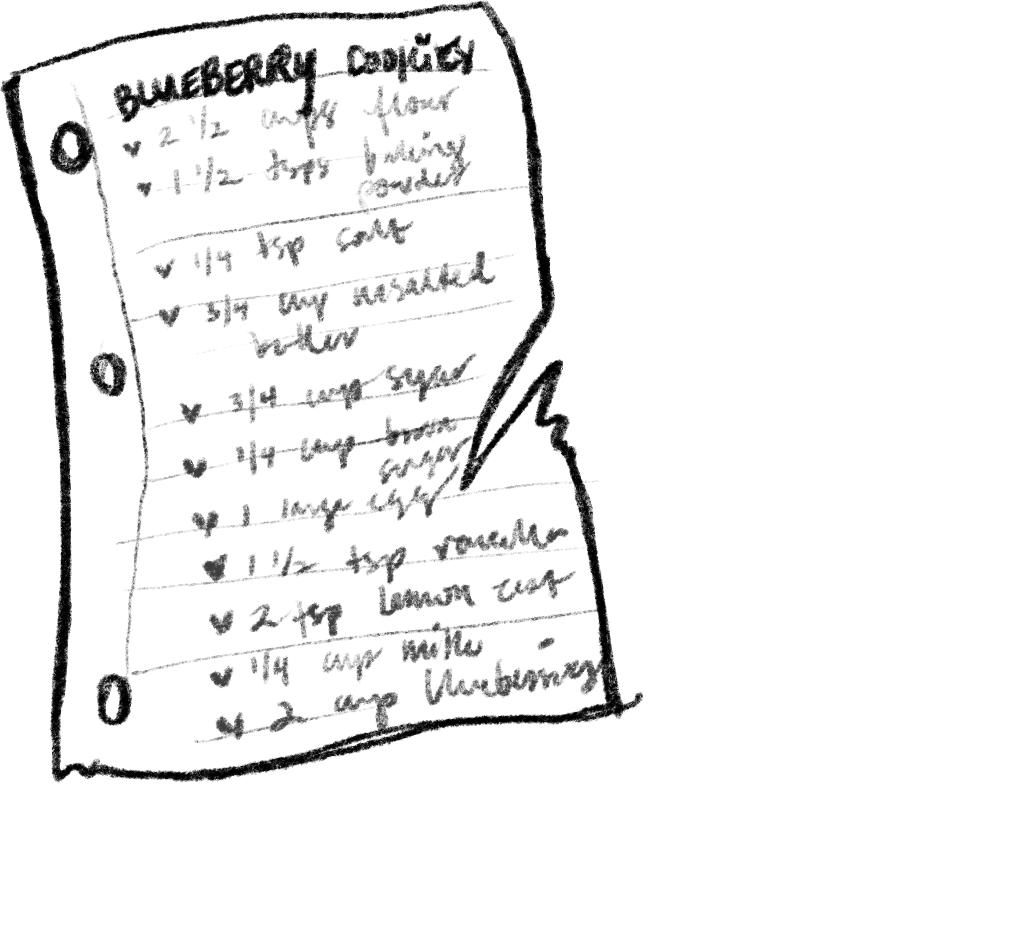 BLUEBERRY COOKIES
♥ 2 1/2 cups flour
♥ 1 1/2 tsps baking
powder
♥ 1/4 tsp salt
♥ 3/4 cup unsalted
butter
♥ 3/4 cup sugar
♥ 1/4 cup brown
sugar
♥ 1 large egg
♥ 1 1/2 tsp vanilla
♥ 2 tsp lemon zest
♥ 1/4 cup milk
♥ 2 cup blueberries